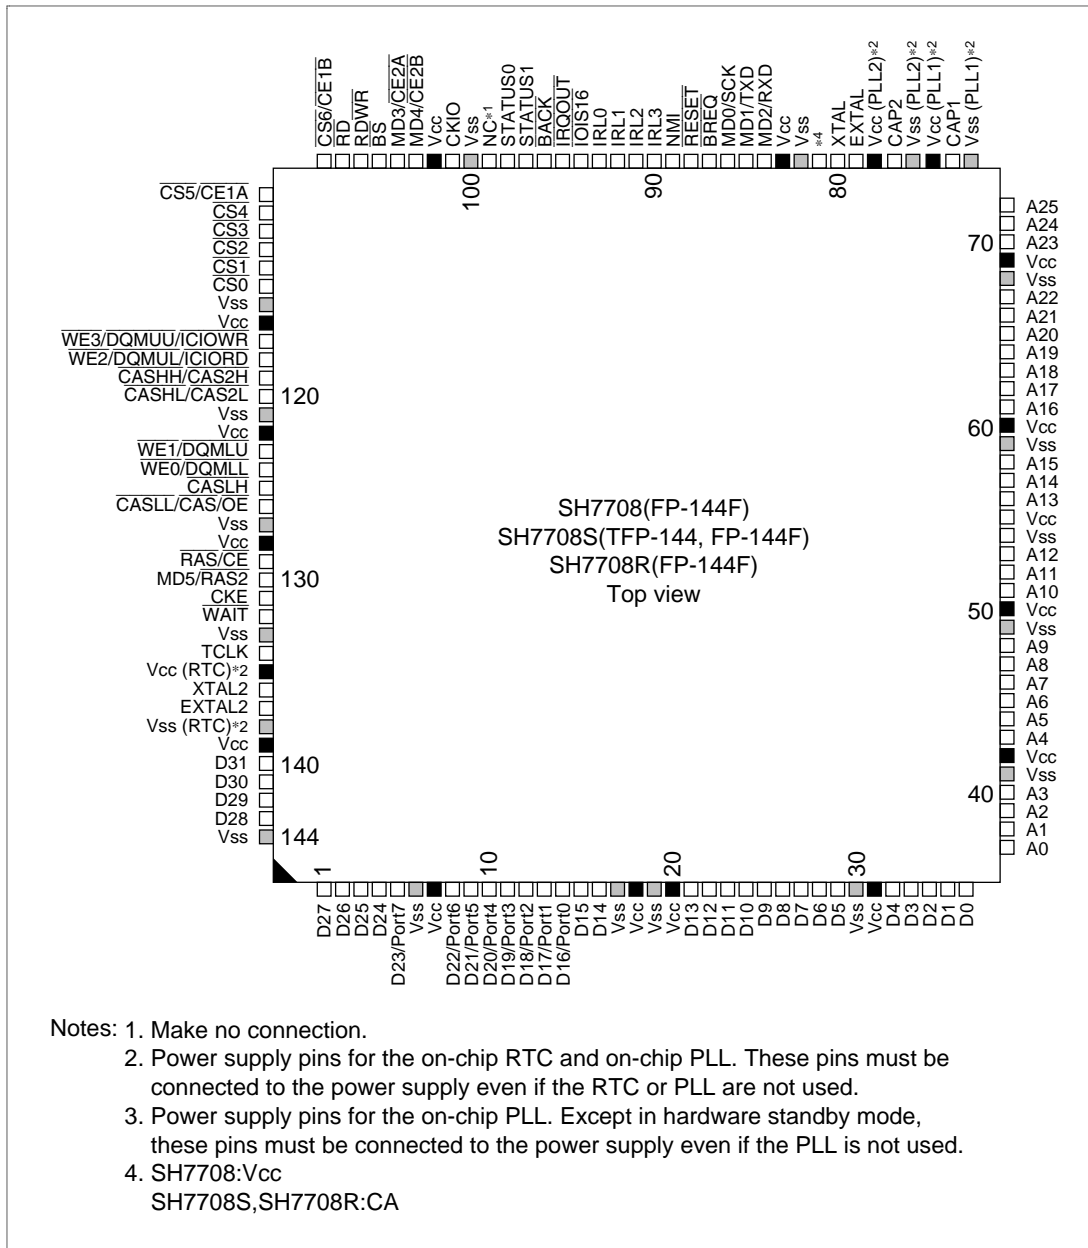 CS6/CE1B
RD
RDWR
BS
MD3/CE2A
MD4/CE2B
Vcc
CKIO
Vss
NC*1
STATUS0
STATUS1
BACK
IRQOUT
IOIS16
IRL0
IRL1
IRL2
IRL3
NMI
RESET
BREQ
MD0/SCK
MD1/TXD
MD2/RXD
Vcc
Vss
*4
XTAL
EXTAL
Vcc (PLL2)*2
CAP2
Vss (PLL2)*2
Vcc (PLL1)*2
CAP1
Vss (PLL1)*2
100
90
80
CS5/CE1A
CS4
CS3
CS2
CS1
CS0
Vss
Vcc
WE3/DQMUU/ICIOWR
WE2/DQMUL/ICIORD
CASHH/CAS2H
CASHL/CAS2L
120
Vss
Vcc
WE1/DQMLU
WE0/DQMLL
CASLH
CASLL/CAS/OE
Vss
Vcc
RAS/CE
MD5/RAS2
130
CKE
WAIT
Vss
TCLK
Vcc (RTC)*2
XTAL2
EXTAL2
Vss (RTC)*2
Vcc
D31
140
D30
D29
D28
Vss
144
SH7708(FP-144F)
SH7708S(TFP-144, FP-144F)
SH7708R(FP-144F)
Top view
A25
A24
70
A23
Vcc
Vss
A22
A21
A20
A19
A18
A17
A16
60
Vcc
Vss
A15
A14
A13
Vcc
Vss
A12
A11
A10
50
Vcc
Vss
A9
A8
A7
A6
A5
A4
Vcc
Vss
40
A3
A2
A1
A0
1
10
20
30
D27
D26
D25
D24
D23/Port7
Vss
Vcc
D22/Port6
D21/Port5
D20/Port4
D19/Port3
D18/Port2
D17/Port1
D16/Port0
D15
D14
Vss
Vcc
Vss
Vcc
D13
D12
D11
D10
D9
D8
D7
D6
D5
Vss
Vcc
D4
D3
D2
D1
D0
Notes: 1. Make no connection.
2. Power supply pins for the on-chip RTC and on-chip PLL. These pins must be
connected to the power supply even if the RTC or PLL are not used.
3. Power supply pins for the on-chip PLL. Except in hardware standby mode,
these pins must be connected to the power supply even if the PLL is not used.
4. SH7708:Vcc
SH7708S,SH7708R:CA